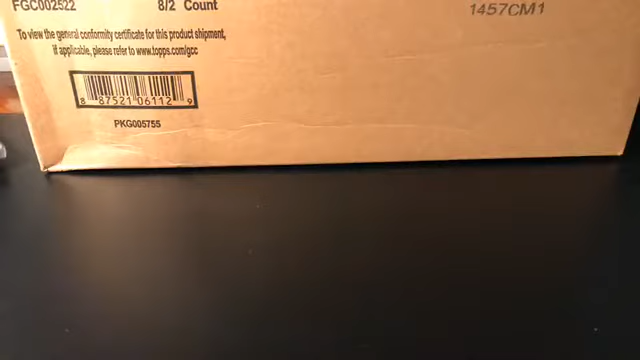 FGC002522 8/2 Count 1457CM1
To view the general conformity certificate for this product shipment,
if applicable, please refer to www.topps.com/gcc
8 87521 06112 9
PKG005755